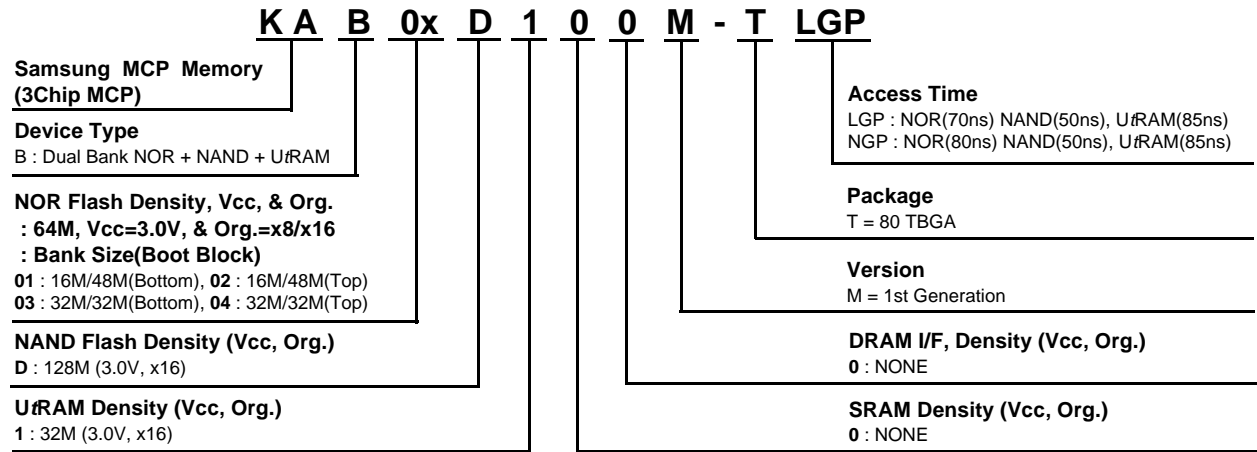 K A B 0x D 1 0 0 M - T LGP
Samsung MCP Memory
(3Chip MCP)
Device Type
B : Dual Bank NOR + NAND + UtRAM
NOR Flash Density, Vcc, & Org.
: 64M, Vcc=3.0V, & Org.=x8/x16
: Bank Size(Boot Block)
01 : 16M/48M(Bottom), 02 : 16M/48M(Top)
03 : 32M/32M(Bottom), 04 : 32M/32M(Top)
NAND Flash Density (Vcc, Org.)
D : 128M (3.0V, x16)
UtRAM Density (Vcc, Org.)
1 : 32M (3.0V, x16)
Access Time
LGP : NOR(70ns) NAND(50ns), UtRAM(85ns)
NGP : NOR(80ns) NAND(50ns), UtRAM(85ns)
Package
T = 80 TBGA
Version
M = 1st Generation
DRAM I/F, Density (Vcc, Org.)
0 : NONE
SRAM Density (Vcc, Org.)
0 : NONE